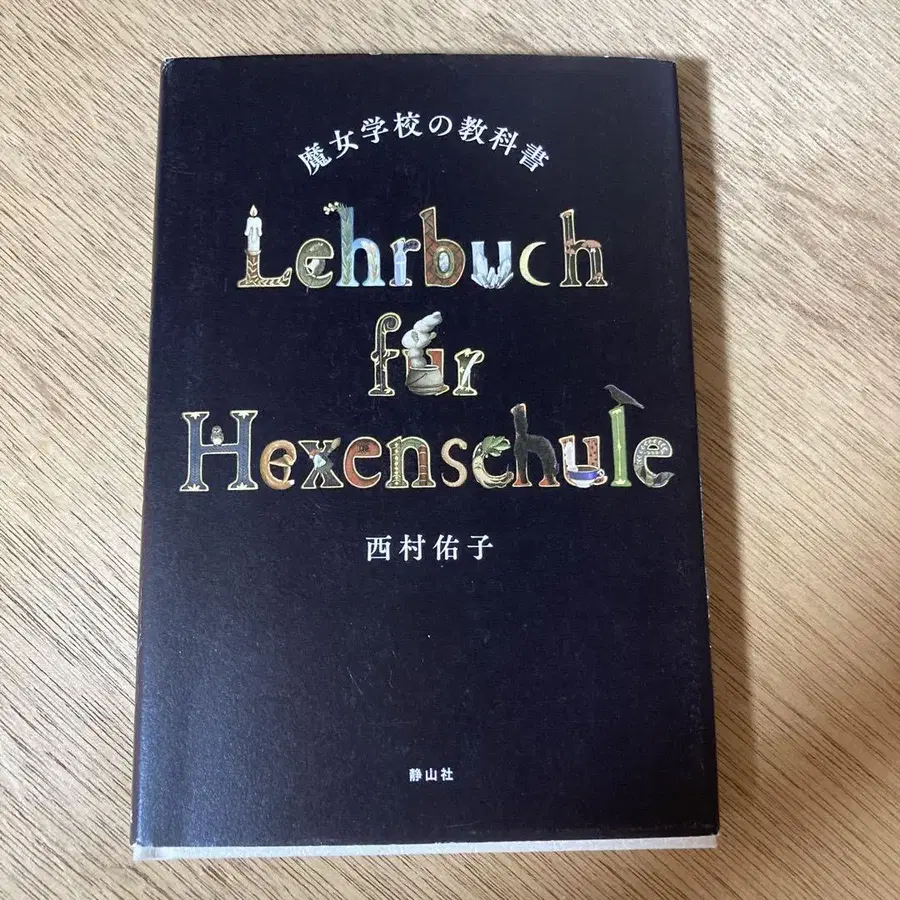 魔女学校の教科書
Lehrbuch
für
Hexenschule
西村佑子
静山社